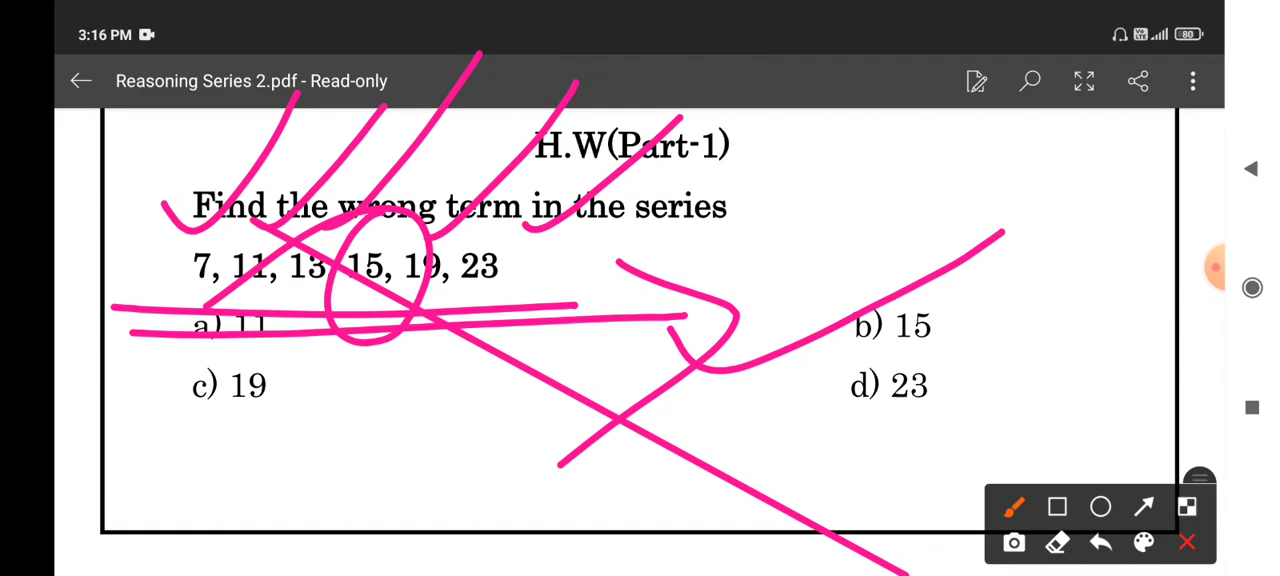 3:16 PM
80
Reasoning Series 2.pdf - Read-only
H.W(Part-1)
Find the wrong term in the series
7, 11, 13, 15, 19, 23
a) 11
b) 15
c) 19
d) 23